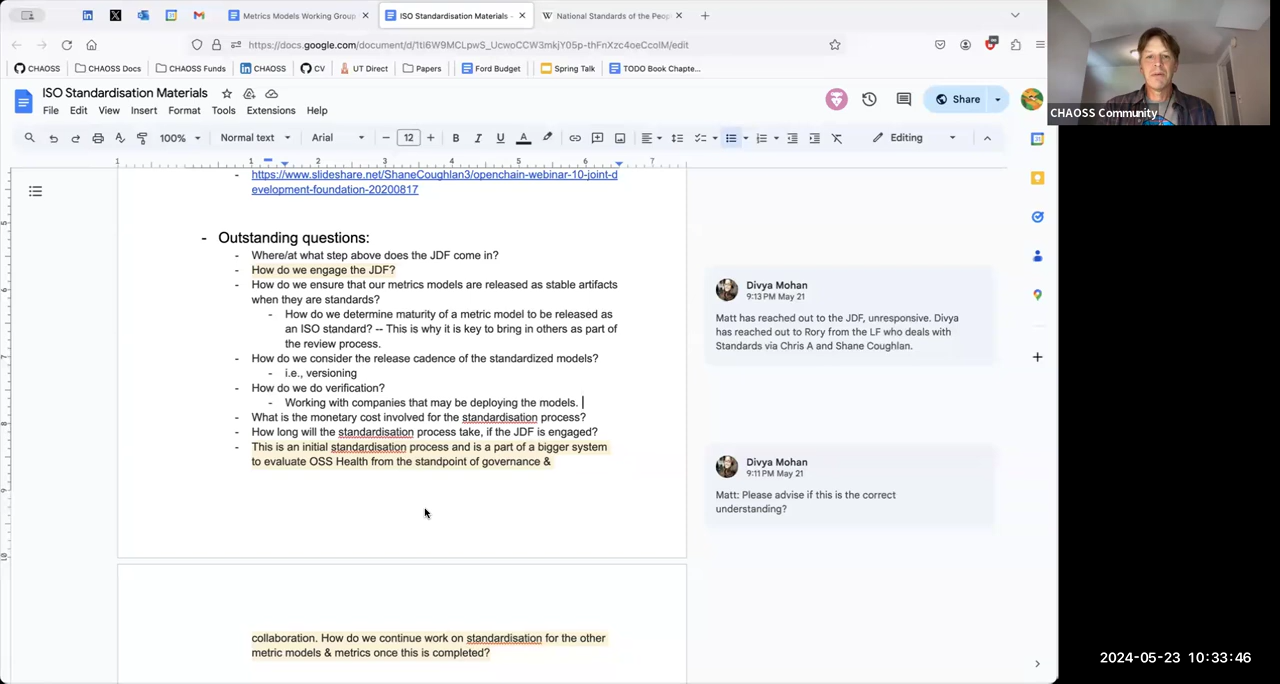 Metrics Models Working Group
ISO Standardisation Materials -
National Standards of the Peop
https://docs.google.com/document/d/1tI6W9MCLpwS_UcwoCCW3mkjY05p-thFnXzc4oeCcoIM/edit
CHAOSS
CHAOSS Docs
CHAOSS Funds
CHAOSS
CV
UT Direct
Papers
Ford Budget
Spring Talk
TODO Book Chapte...
CHAOSS Community
ISO Standardisation Materials
File Edit View Insert Format Tools Extensions Help
Share
100% Normal text Arial 12 Editing
1 1 2 3 4 5 6 7
https://www.slideshare.net/ShaneCoughlan3/openchain-webinar-10-joint-d
evelopment-foundation-20200817
- Outstanding questions:
- Where/at what step above does the JDF come in?
- How do we engage the JDF?
- How do we ensure that our metrics models are released as stable artifacts
when they are standards?
- How do we determine maturity of a metric model to be released as
an ISO standard? -- This is why it is key to bring in others as part of
the review process.
- How do we consider the release cadence of the standardized models?
- i.e., versioning
- How do we do verification?
- Working with companies that may be deploying the models.
- What is the monetary cost involved for the standardisation process?
- How long will the standardisation process take, if the JDF is engaged?
- This is an initial standardisation process and is a part of a bigger system
to evaluate OSS Health from the standpoint of governance &
collaboration. How do we continue work on standardisation for the other
metric models & metrics once this is completed?
Divya Mohan
9:13 PM May 21
Matt has reached out to the JDF, unresponsive. Divya
has reached out to Rory from the LF who deals with
Standards via Chris A and Shane Coughlan.
Divya Mohan
9:11 PM May 21
Matt: Please advise if this is the correct
understanding?
2024-05-23 10:33:46